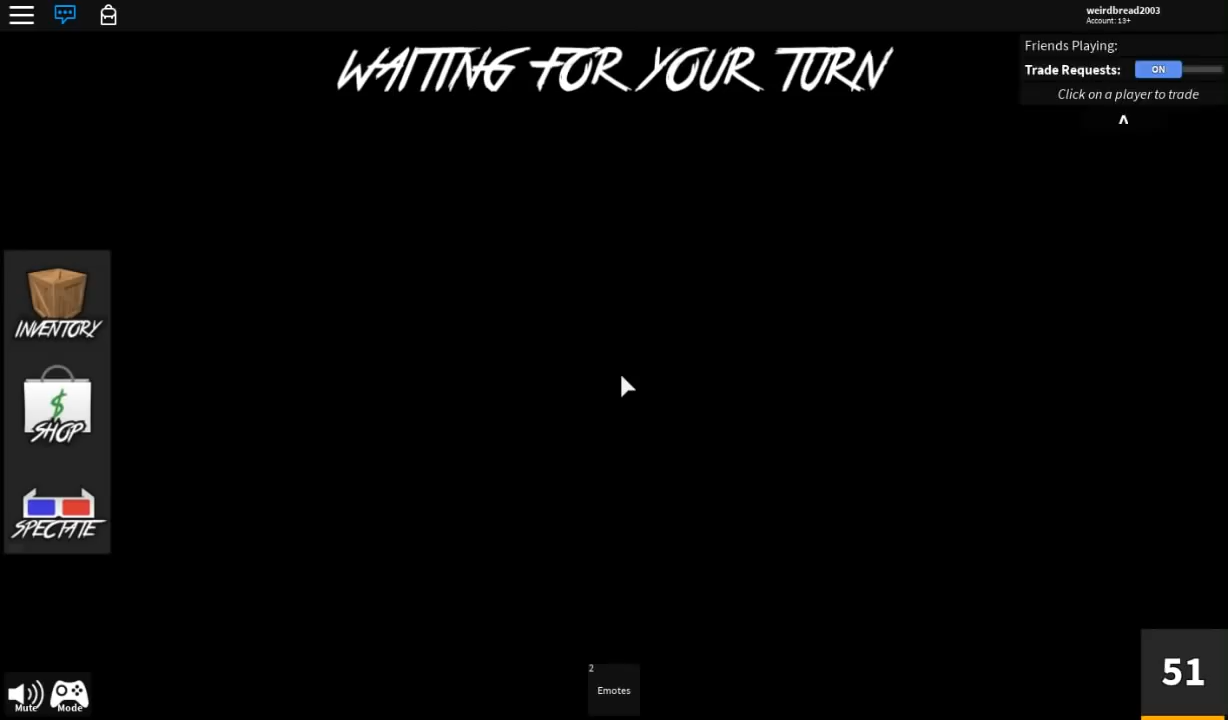 weirdbread2003
Account: 13+
WAITING FOR YOUR TURN
Friends Playing:
Trade Requests: ON
Click on a player to trade
INVENTORY
$
SHOP
SPECTATE
2
Emotes
Mute Mode
51